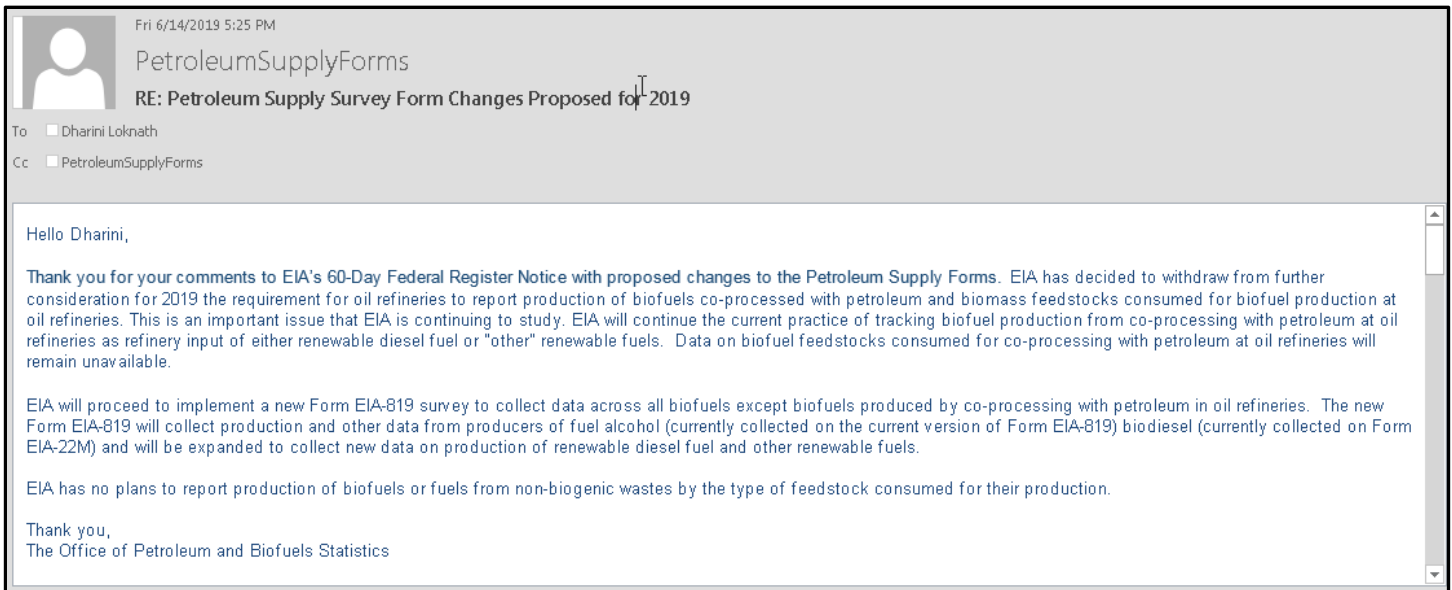 Fri 6/14/2019 5:25 PM
PetroleumSupplyForms
RE: Petroleum Supply Survey Form Changes Proposed for 2019
To Dharini Loknath
Cc PetroleumSupplyForms
Hello Dharini,
Thank you for your comments to EIA's 60-Day Federal Register Notice with proposed changes to the Petroleum Supply Forms. EIA has decided to withdraw from further
consideration for 2019 the requirement for oil refineries to report production of biofuels co-processed with petroleum and biomass feedstocks consumed for biofuel production at
oil refineries. This is an important issue that EIA is continuing to study. EIA will continue the current practice of tracking biofuel production from co-processing with petroleum at oil
refineries as refinery input of either renewable diesel fuel or "other" renewable fuels. Data on biofuel feedstocks consumed for co-processing with petroleum at oil refineries will
remain unavailable.
EIA will proceed to implement a new Form EIA-819 survey to collect data across all biofuels except biofuels produced by co-processing with petroleum in oil refineries. The new
Form EIA-819 will collect production and other data from producers of fuel alcohol (currently collected on the current version of Form EIA-819) biodiesel (currently collected on Form
EIA-22M) and will be expanded to collect new data on production of renewable diesel fuel and other renewable fuels.
EIA has no plans to report production of biofuels or fuels from non-biogenic wastes by the type of feedstock consumed for their production.
Thank you,
The Office of Petroleum and Biofuels Statistics